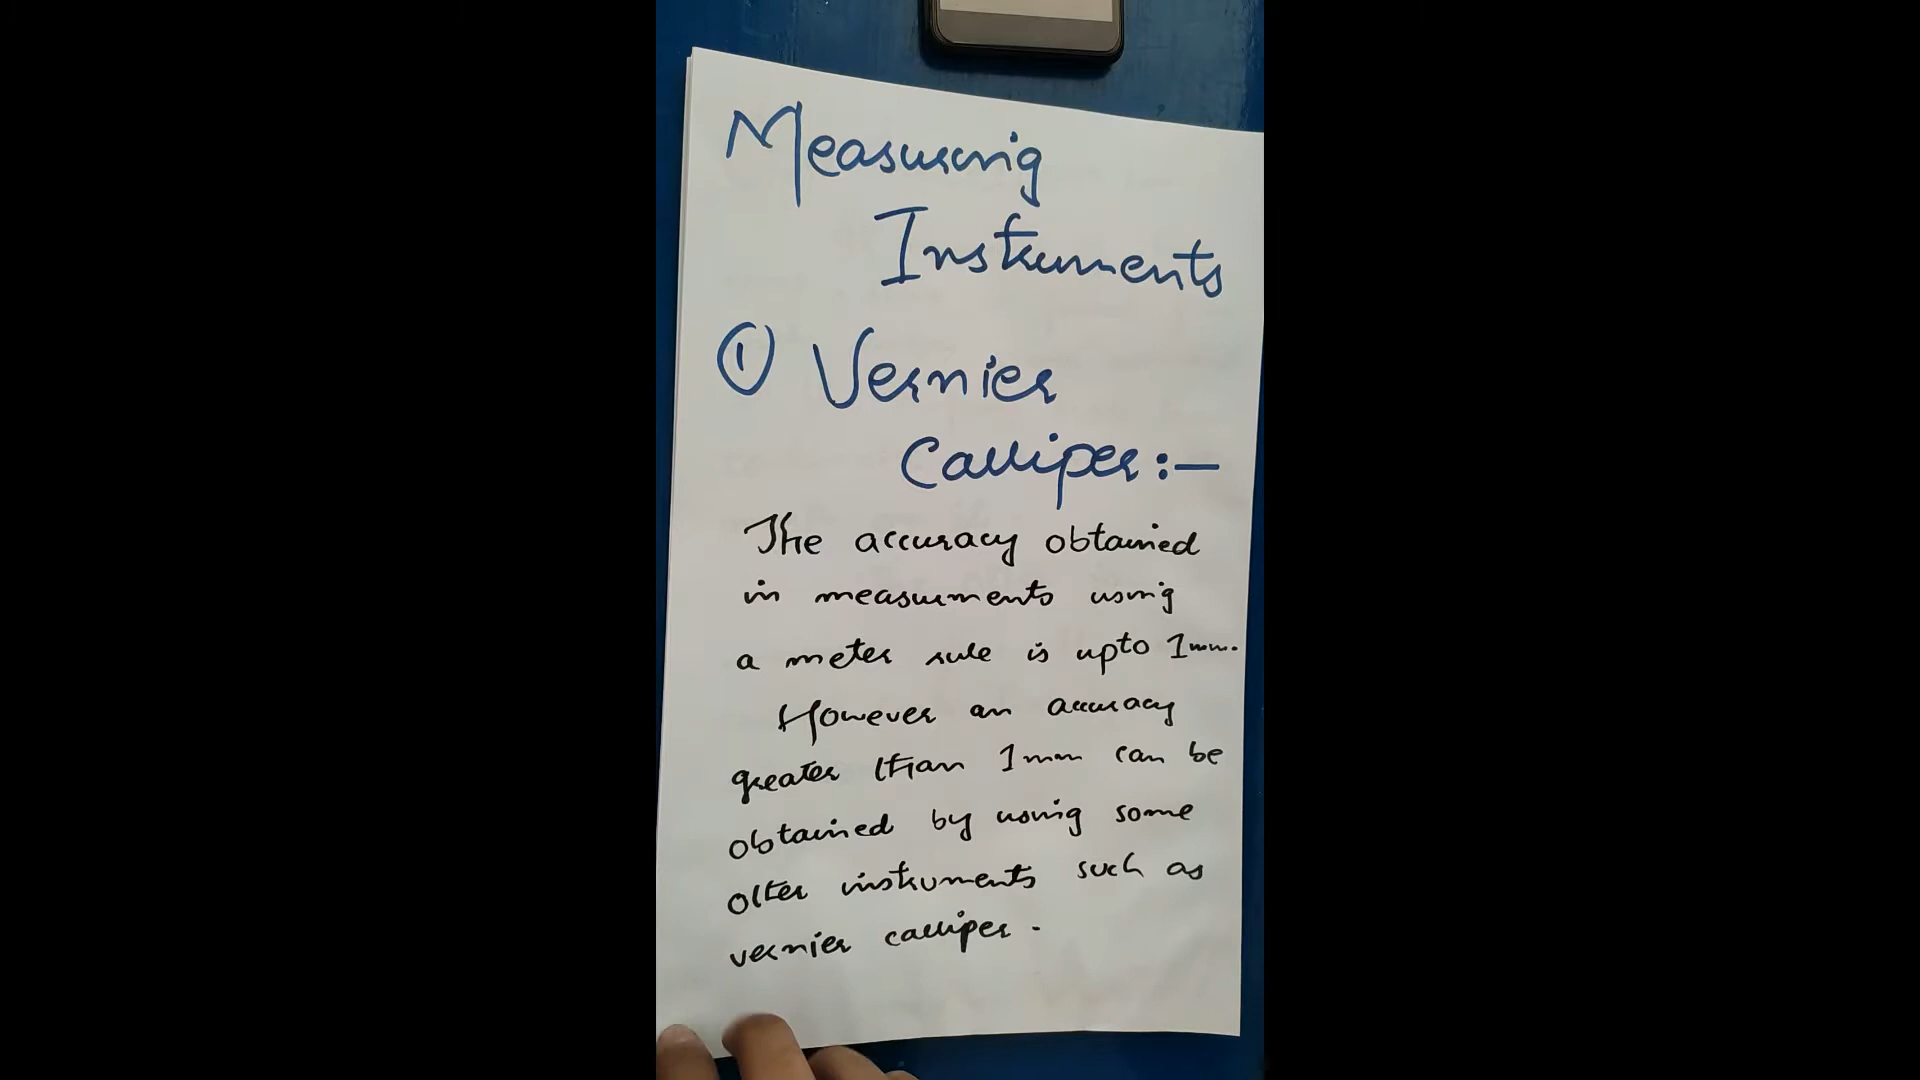 Measuring
Instruments
① Vernier
Calliper:-
The accuracy obtained
in measurments using
a meter rule is upto 1mm.
However an accuracy
greater than 1mm can be
obtained by using some
other instruments such as
vernier calliper.